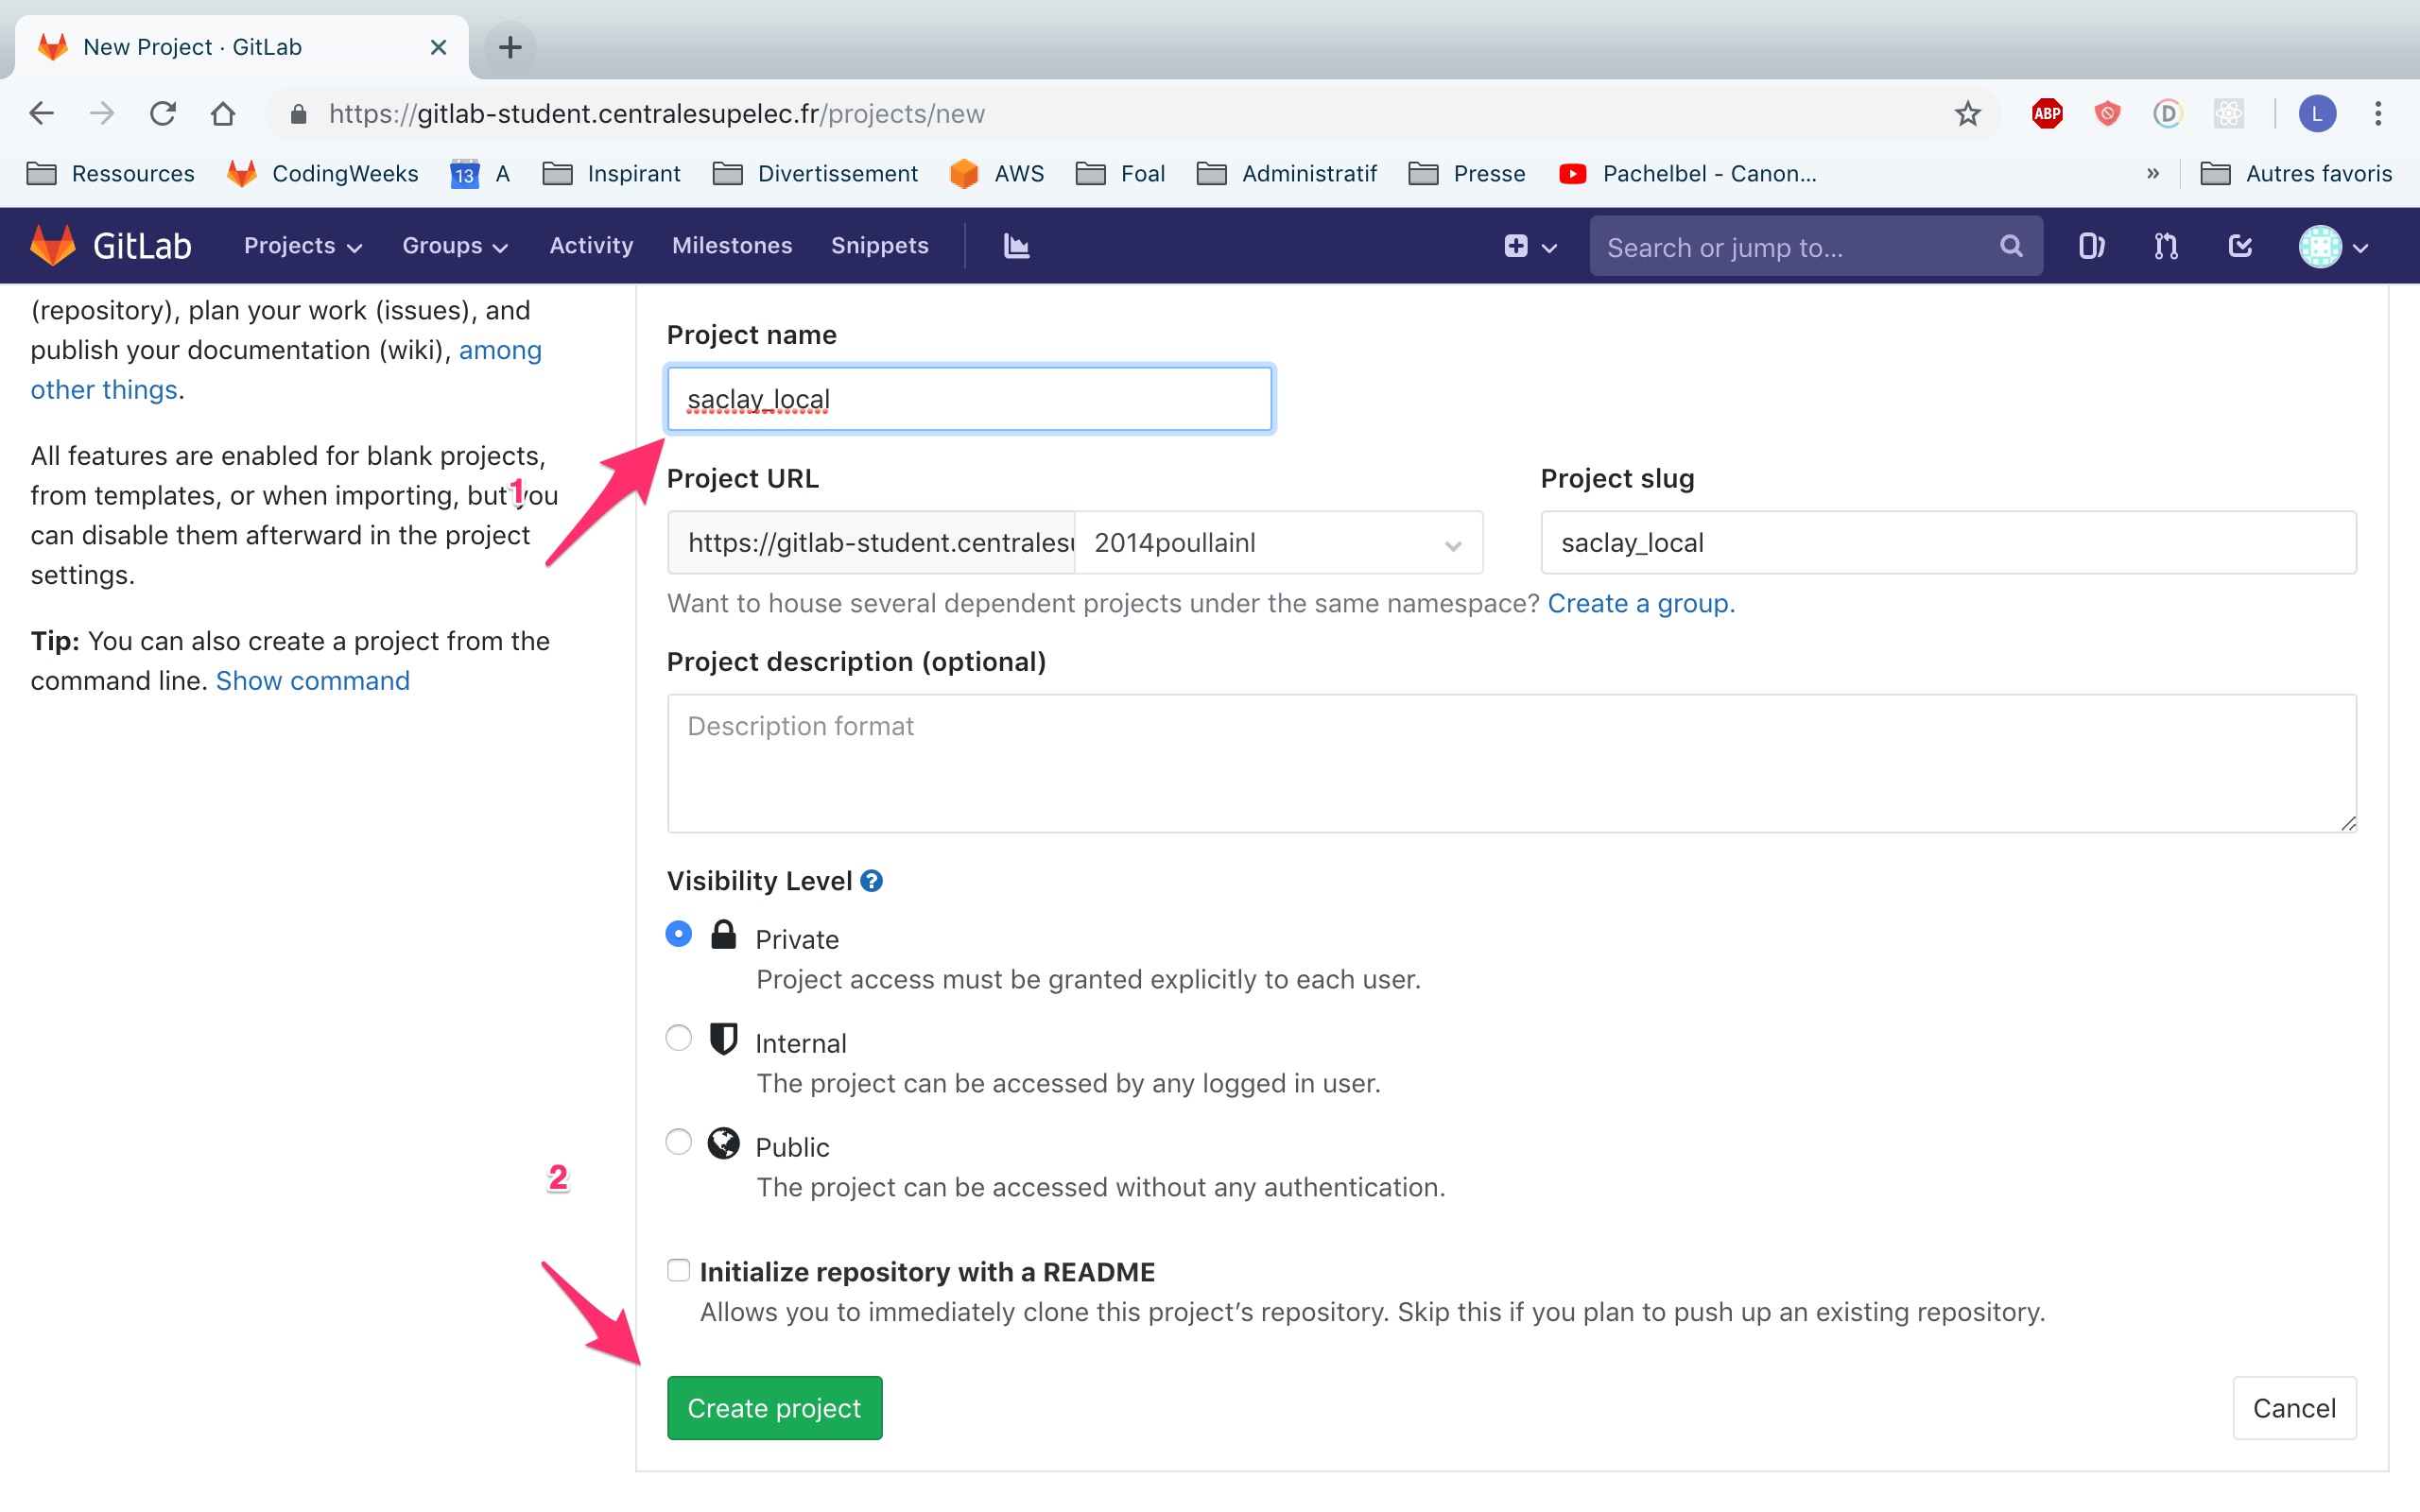 New Project · GitLab
https://gitlab-student.centralesupelec.fr/projects/new
ABP
D
L
Ressources
CodingWeeks
13
A
Inspirant
Divertissement
AWS
Foal
Administratif
Presse
Pachelbel - Canon...
»
Autres favoris
GitLab
Projects
Groups
Activity
Milestones
Snippets
Search or jump to...
(repository), plan your work (issues), and
publish your documentation (wiki), among
other things.
All features are enabled for blank projects,
from templates, or when importing, but you
can disable them afterward in the project
settings.
Tip: You can also create a project from the
command line. Show command
1
2
Project name
saclay_local
Project URL
Project slug
https://gitlab-student.centralesu
2014poullainl
saclay_local
Want to house several dependent projects under the same namespace? Create a group.
Project description (optional)
Description format
Visibility Level ?
Private
Project access must be granted explicitly to each user.
Internal
The project can be accessed by any logged in user.
Public
The project can be accessed without any authentication.
Initialize repository with a README
Allows you to immediately clone this project’s repository. Skip this if you plan to push up an existing repository.
Create project
Cancel